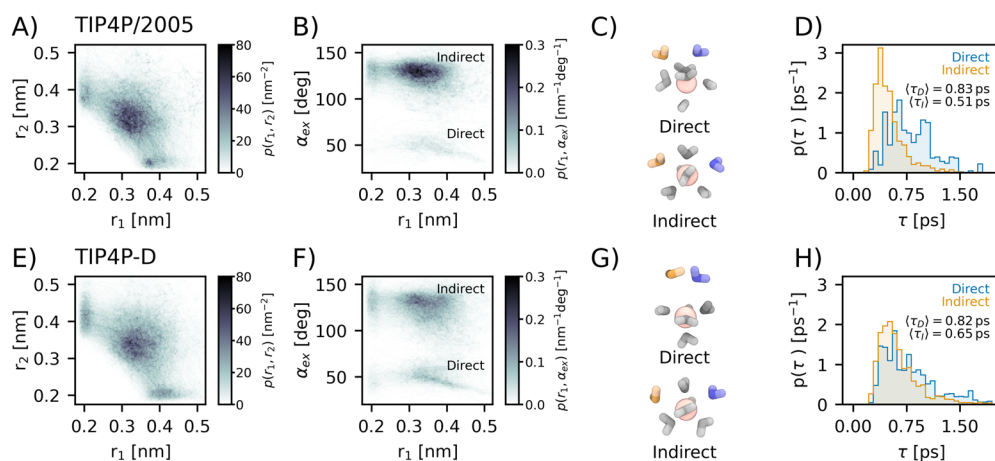 A) TIP4P/2005
r₂ [nm]
0.5
0.4
0.3
0.2
0.2 0.3 0.4 0.5
r₁ [nm]
80
60
40
20
0
p(r₁, r₂) [nm⁻²]
B)
αₑₓ [deg]
150
100
50
Indirect
Direct
0.2 0.3 0.4 0.5
r₁ [nm]
0.3
0.2
0.1
0.0
p(r₁, αₑₓ) [nm⁻¹deg⁻¹]
C)
Direct
Indirect
D)
p(τ ) [ps⁻¹]
3
2
1
0
Direct
Indirect
⟨τ_D⟩ = 0.83 ps
⟨τ_I⟩ = 0.51 ps
0.00 0.75 1.50
τ [ps]
E) TIP4P-D
r₂ [nm]
0.5
0.4
0.3
0.2
0.2 0.3 0.4 0.5
r₁ [nm]
80
60
40
20
0
p(r₁, r₂) [nm⁻²]
F)
αₑₓ [deg]
150
100
50
Indirect
Direct
0.2 0.3 0.4 0.5
r₁ [nm]
0.3
0.2
0.1
0.0
p(r₁, αₑₓ) [nm⁻¹deg⁻¹]
G)
Direct
Indirect
H)
p(τ ) [ps⁻¹]
3
2
1
0
Direct
Indirect
⟨τ_D⟩ = 0.82 ps
⟨τ_I⟩ = 0.65 ps
0.00 0.75 1.50
τ [ps]